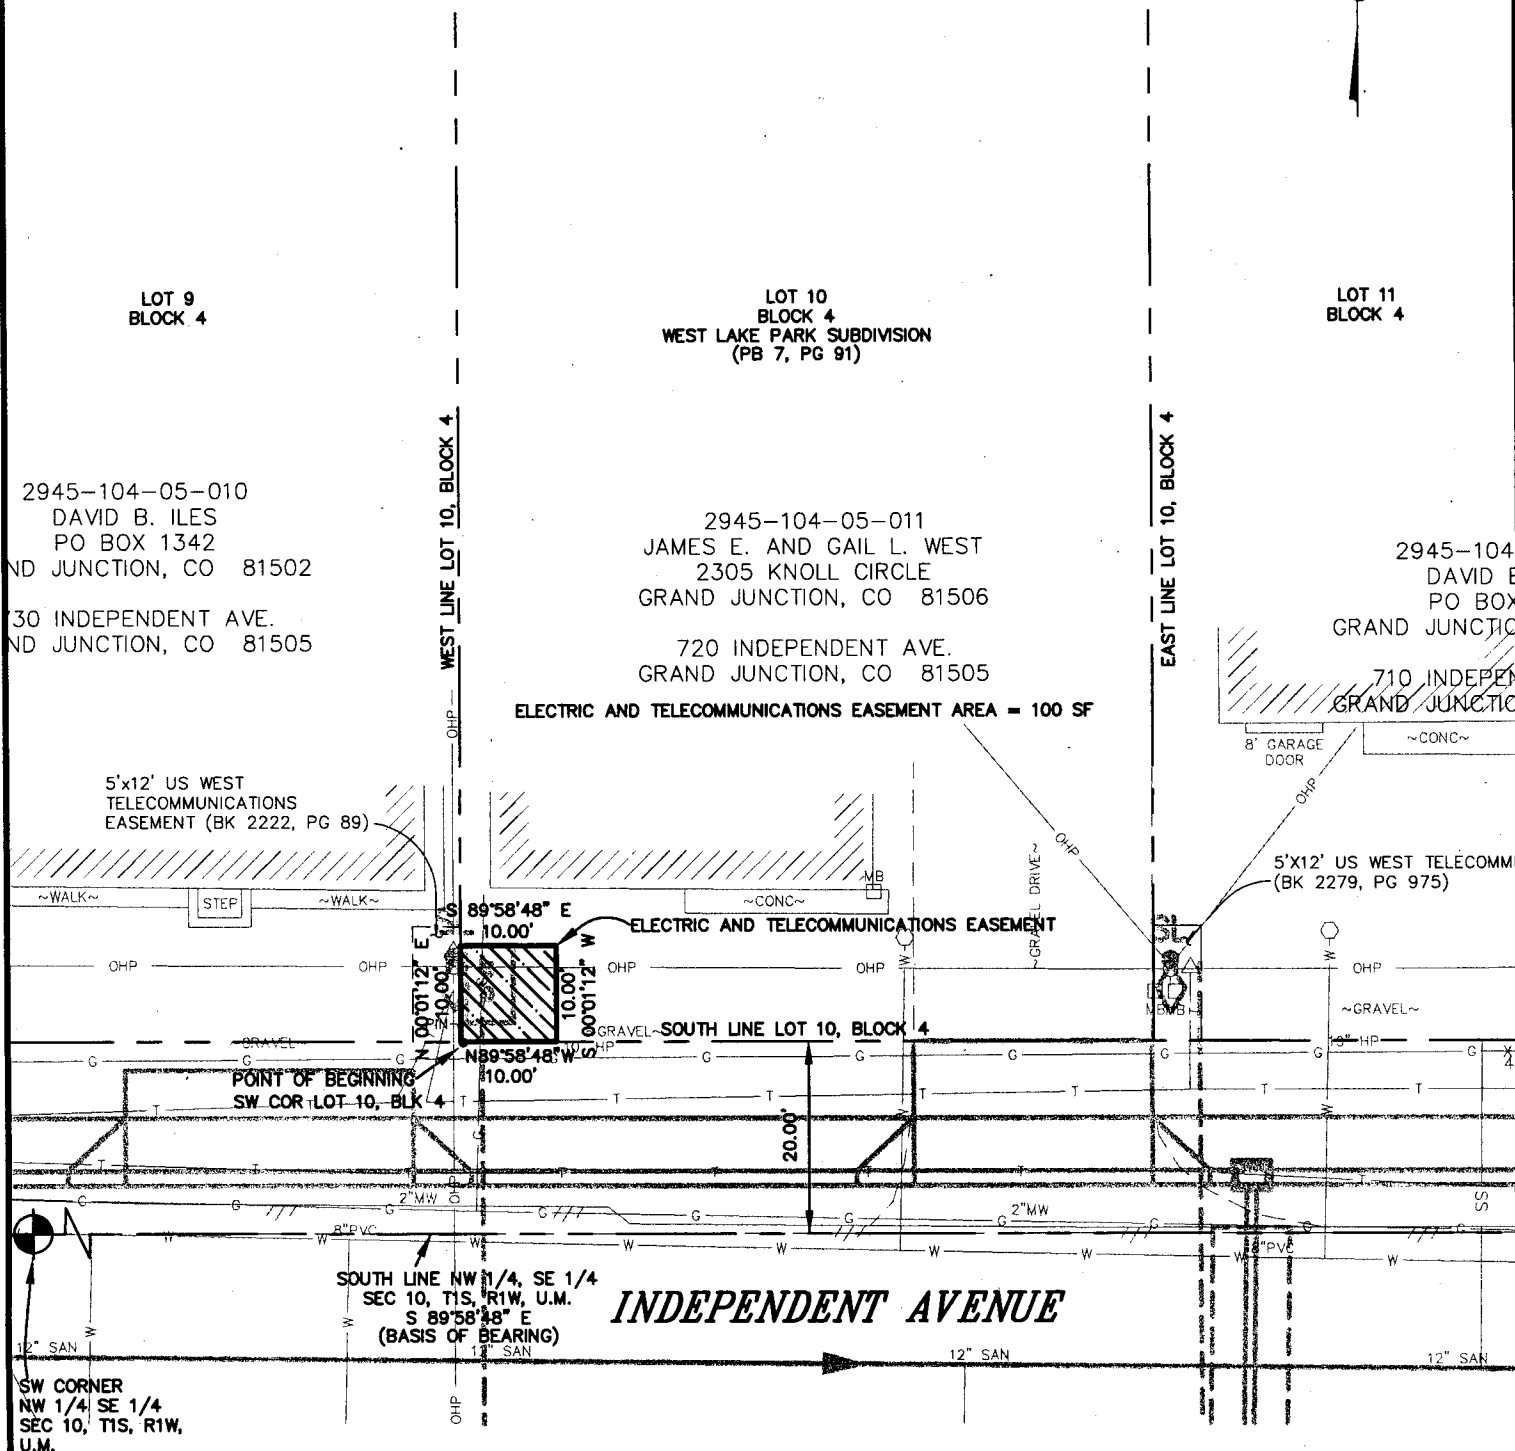 LOT 9
BLOCK 4
LOT 10
BLOCK 4
WEST LAKE PARK SUBDIVISION
(PB 7, PG 91)
LOT 11
BLOCK 4
WEST LINE LOT 10, BLOCK 4
EAST LINE LOT 10, BLOCK 4
2945-104-05-010
DAVID B. ILES
PO BOX 1342
ND JUNCTION, CO 81502
30 INDEPENDENT AVE.
ND JUNCTION, CO 81505
2945-104-05-011
JAMES E. AND GAIL L. WEST
2305 KNOLL CIRCLE
GRAND JUNCTION, CO 81506
720 INDEPENDENT AVE.
GRAND JUNCTION, CO 81505
2945-104
DAVID
PO BOX
GRAND JUNCTIO
710 INDEPEN
GRAND JUNCTIO
ELECTRIC AND TELECOMMUNICATIONS EASEMENT AREA = 100 SF
8' GARAGE
DOOR
~CONC~
OHP
OHP
OHP
5'x12' US WEST
TELECOMMUNICATIONS
EASEMENT (BK 2222, PG 89)
5'X12' US WEST TELECOMM
(BK 2279, PG 975)
~WALK~
STEP
~WALK~
~CONC~
MB
~GRAVEL DRIVE~
S 89°58'48" E
10.00'
ELECTRIC AND TELECOMMUNICATIONS EASEMENT
N 00°01'12" E
10.00'
10.00'
S 00°01'12" W
OHP
OHP
OHP
OHP
OHP
W
W
PIN
MBMB
~GRAVEL~
GRAVEL~
SOUTH LINE LOT 10, BLOCK 4
GRAVEL~
HP
HP
N89°58'48"W
10.00'
G G G G G G G G
POINT OF BEGINNING
SW COR LOT 10, BLK 4
T T T T T T T T
20.00'
W
T T T T T T T
G
OHP
SS
G G 2"MW G G G G 2"MW G G G
8"PVC
8"PVC
W W W W W W W W W
SOUTH LINE NW 1/4, SE 1/4
SEC 10, T1S, R1W, U.M.
S 89°58'48" E
(BASIS OF BEARING)
INDEPENDENT AVENUE
W
W
12" SAN
12" SAN
12" SAN
12" SAN
OHP
SW CORNER
NW 1/4 SE 1/4
SEC 10, T1S, R1W,
U.M.